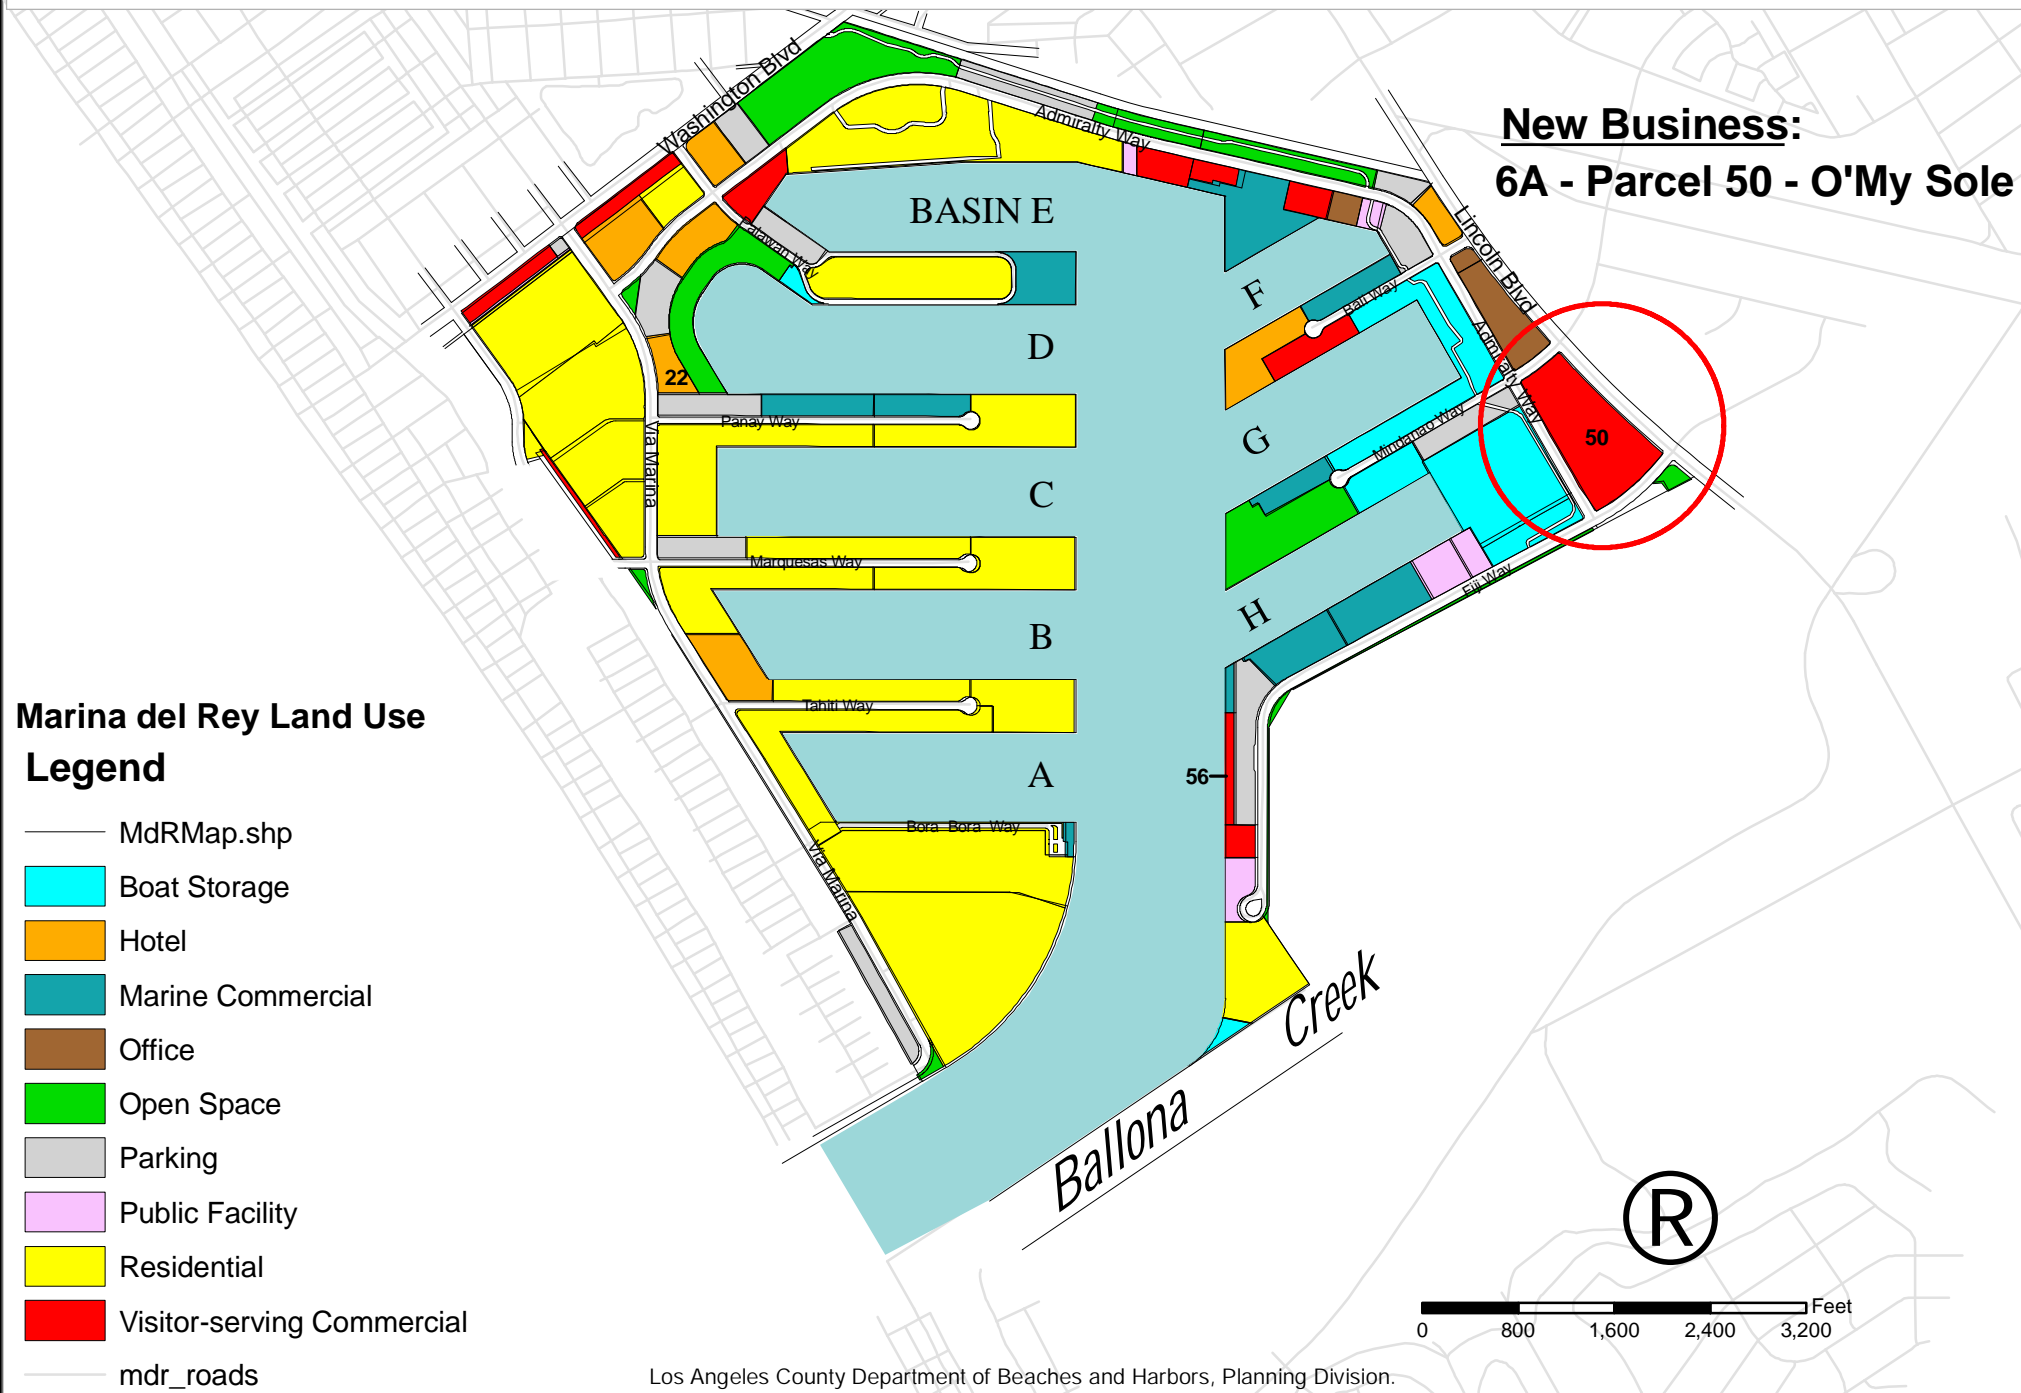 New Business:
6A - Parcel 50 - O'My Sole
Washington Blvd
Admiralty Way
Lincoln Blvd
BASIN E
Palawan Way
F
Bali Way
D
Admiralty Way
22
50
Panay Way
G
Mindanao Way
Via Marina
C
Marquesas Way
Fiji Way
H
B
Tahiti Way
56
A
Bora Bora Way
Via Marina
Ballona Creek
Marina del Rey Land Use
Legend
MdRMap.shp
Boat Storage
Hotel
Marine Commercial
Office
Open Space
Parking
Public Facility
Residential
Visitor-serving Commercial
mdr_roads
®
Feet
0 800 1,600 2,400 3,200
Los Angeles County Department of Beaches and Harbors, Planning Division.